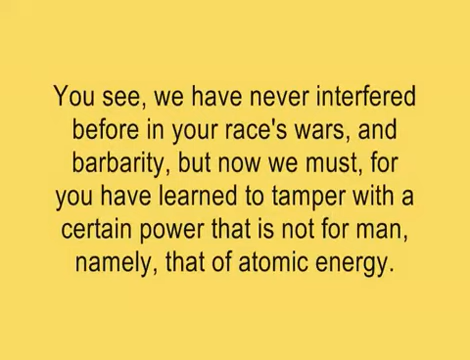 You see, we have never interfered
before in your race's wars, and
barbarity, but now we must, for
you have learned to tamper with a
certain power that is not for man,
namely, that of atomic energy.